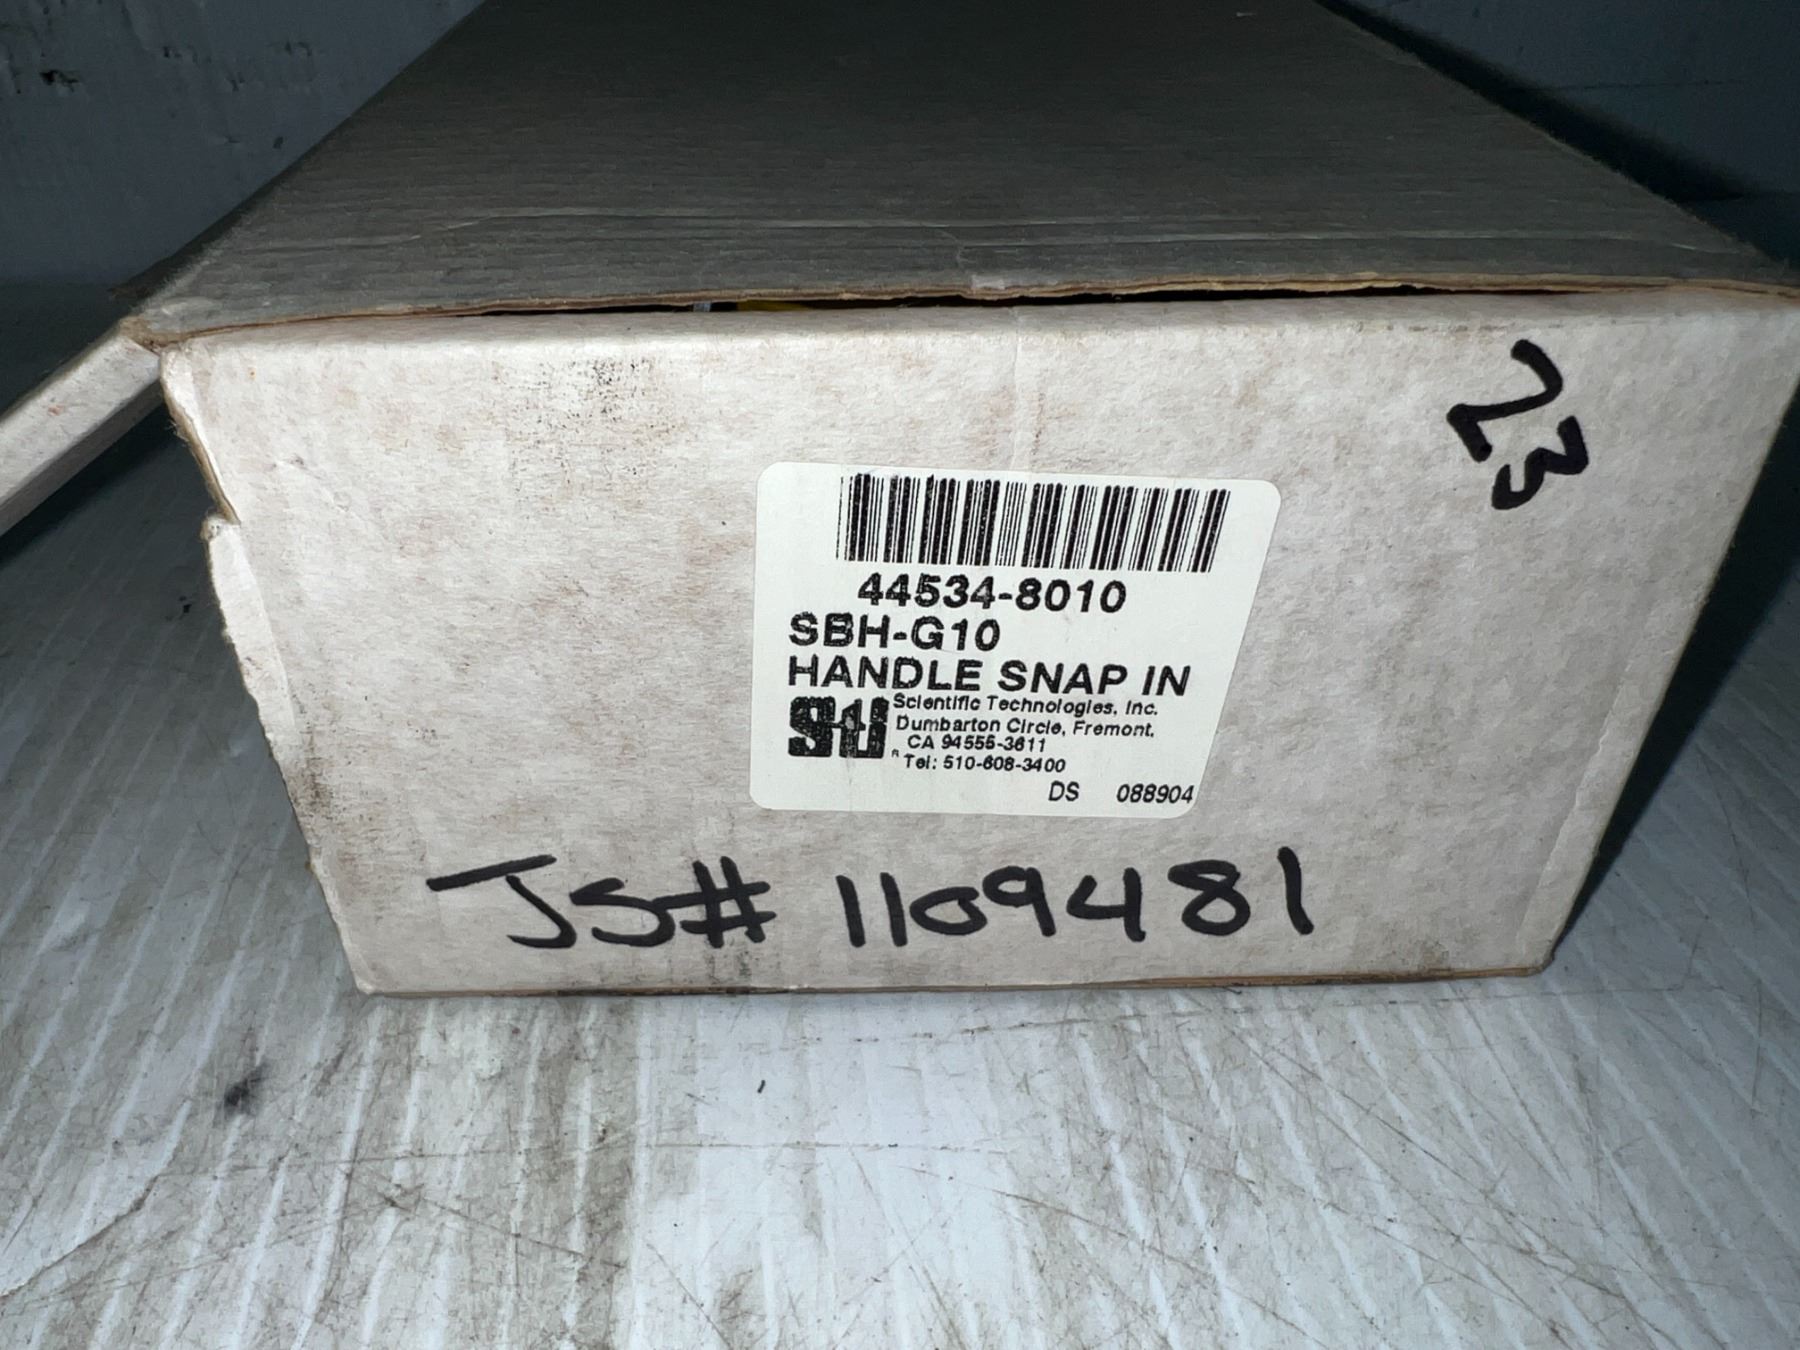 23
44534-8010
SBH-G10
HANDLE SNAP IN
Sti Scientific Technologies, Inc.
Dumbarton Circle, Fremont,
CA 94555-3611
® Tel: 510-608-3400
DS 088904
JS# 1109481